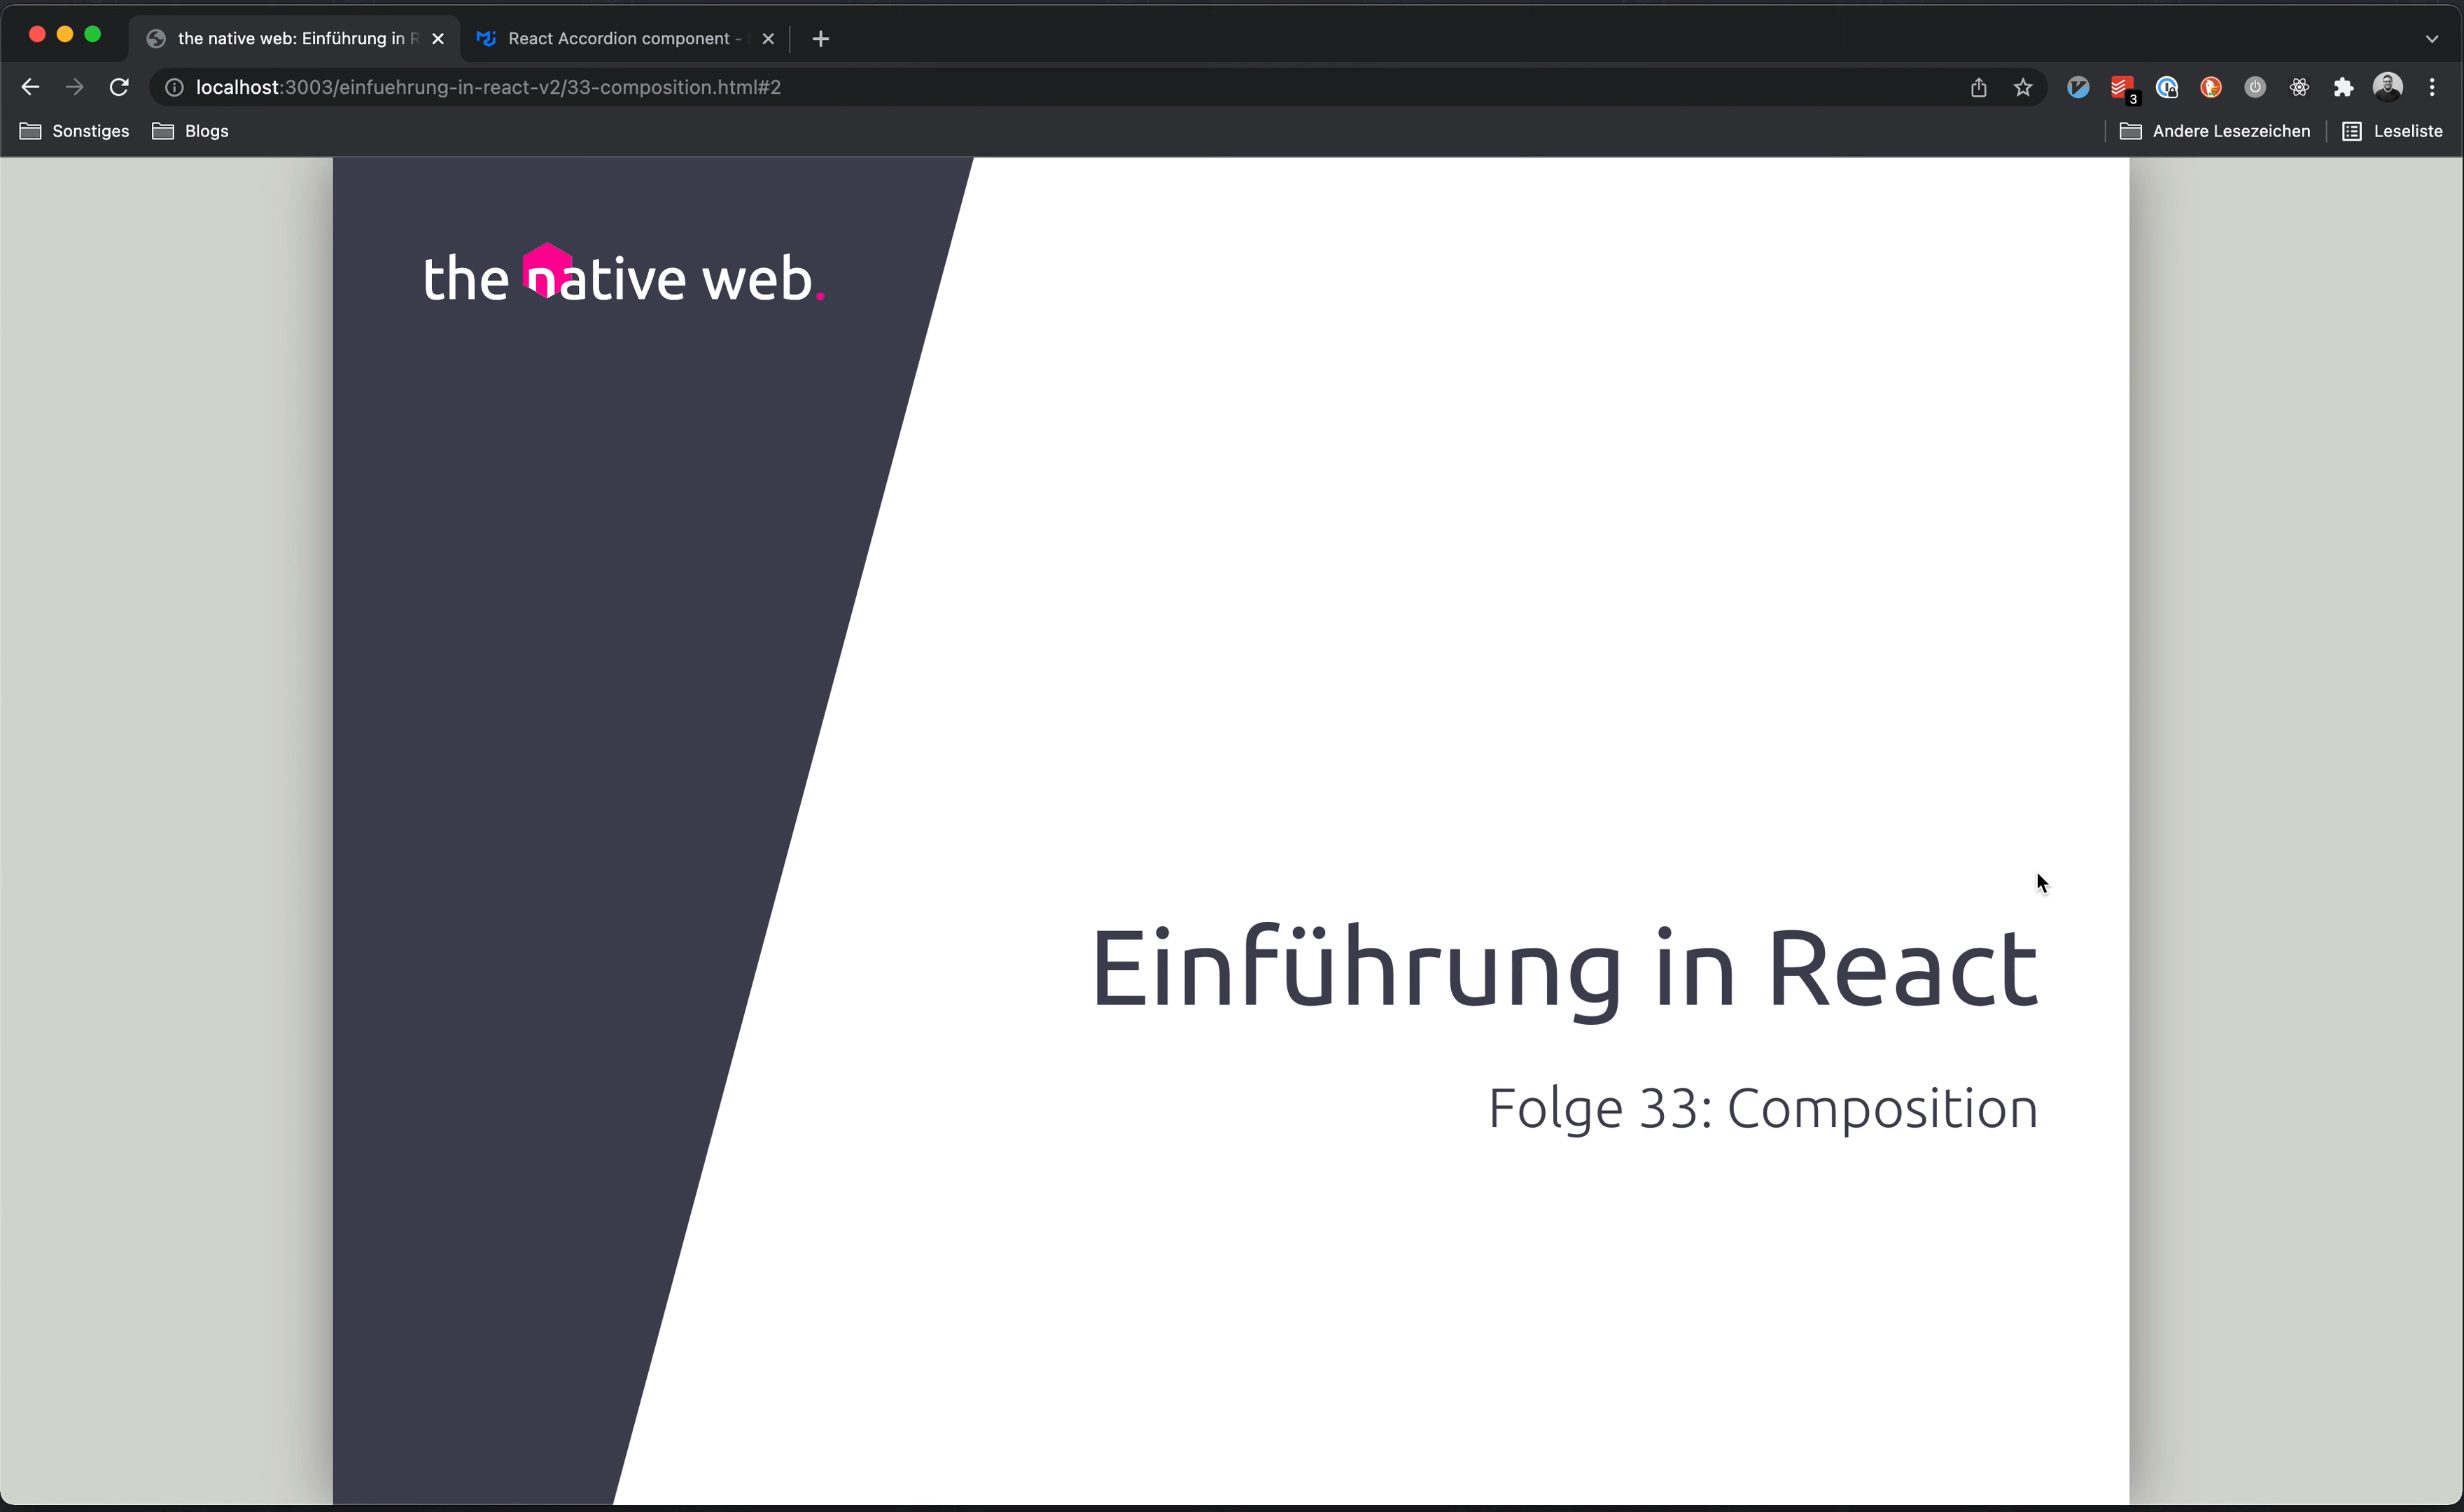 the native web: Einführung in R
React Accordion component -
localhost:3003/einfuehrung-in-react-v2/33-composition.html#2
3
Sonstiges
Blogs
Andere Lesezeichen
Leseliste
the native web.
Einführung in React
Folge 33: Composition